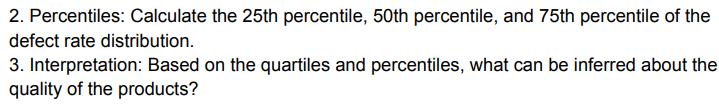 2. Percentiles: Calculate the 25th percentile, 50th percentile, and 75th percentile of the
defect rate distribution.
3. Interpretation: Based on the quartiles and percentiles, what can be inferred about the
quality of the products?